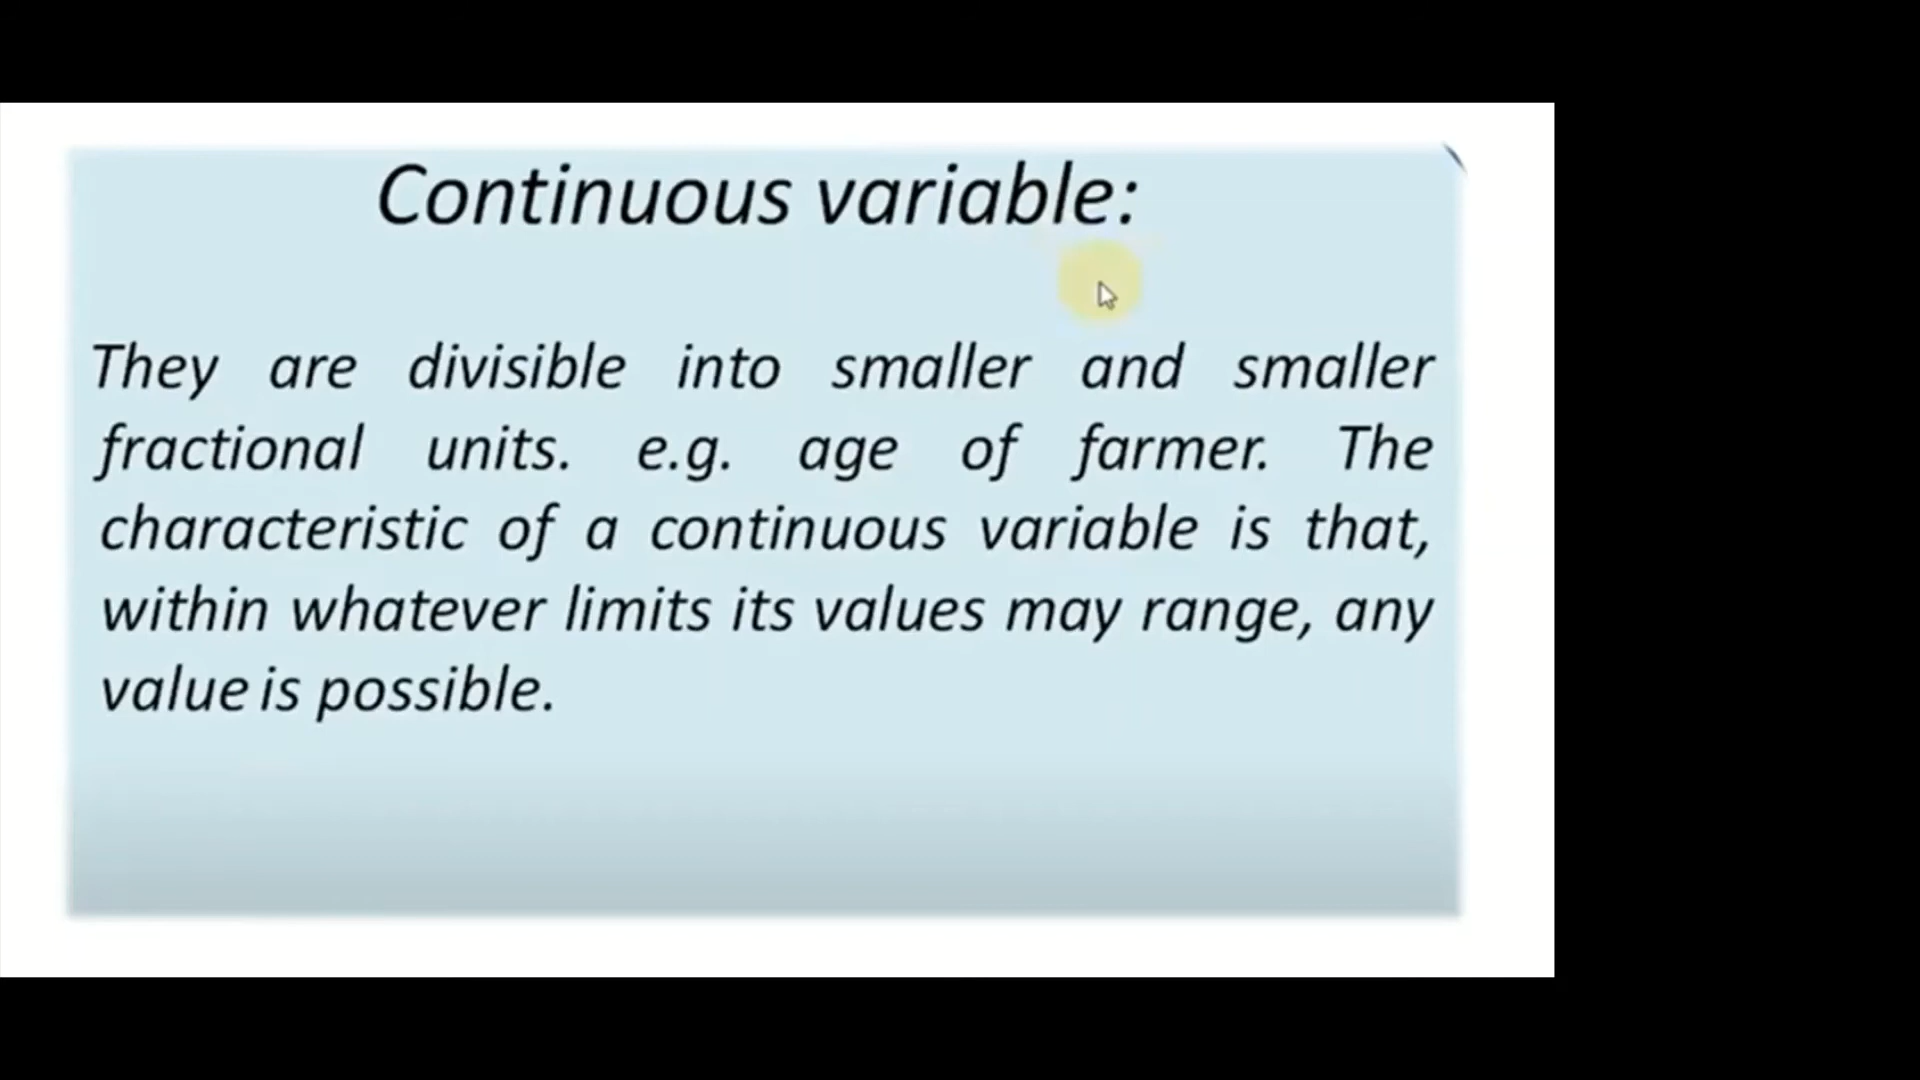 Continuous variable:
They are divisible into smaller and smaller
fractional units. e.g. age of farmer. The
characteristic of a continuous variable is that,
within whatever limits its values may range, any
value is possible.